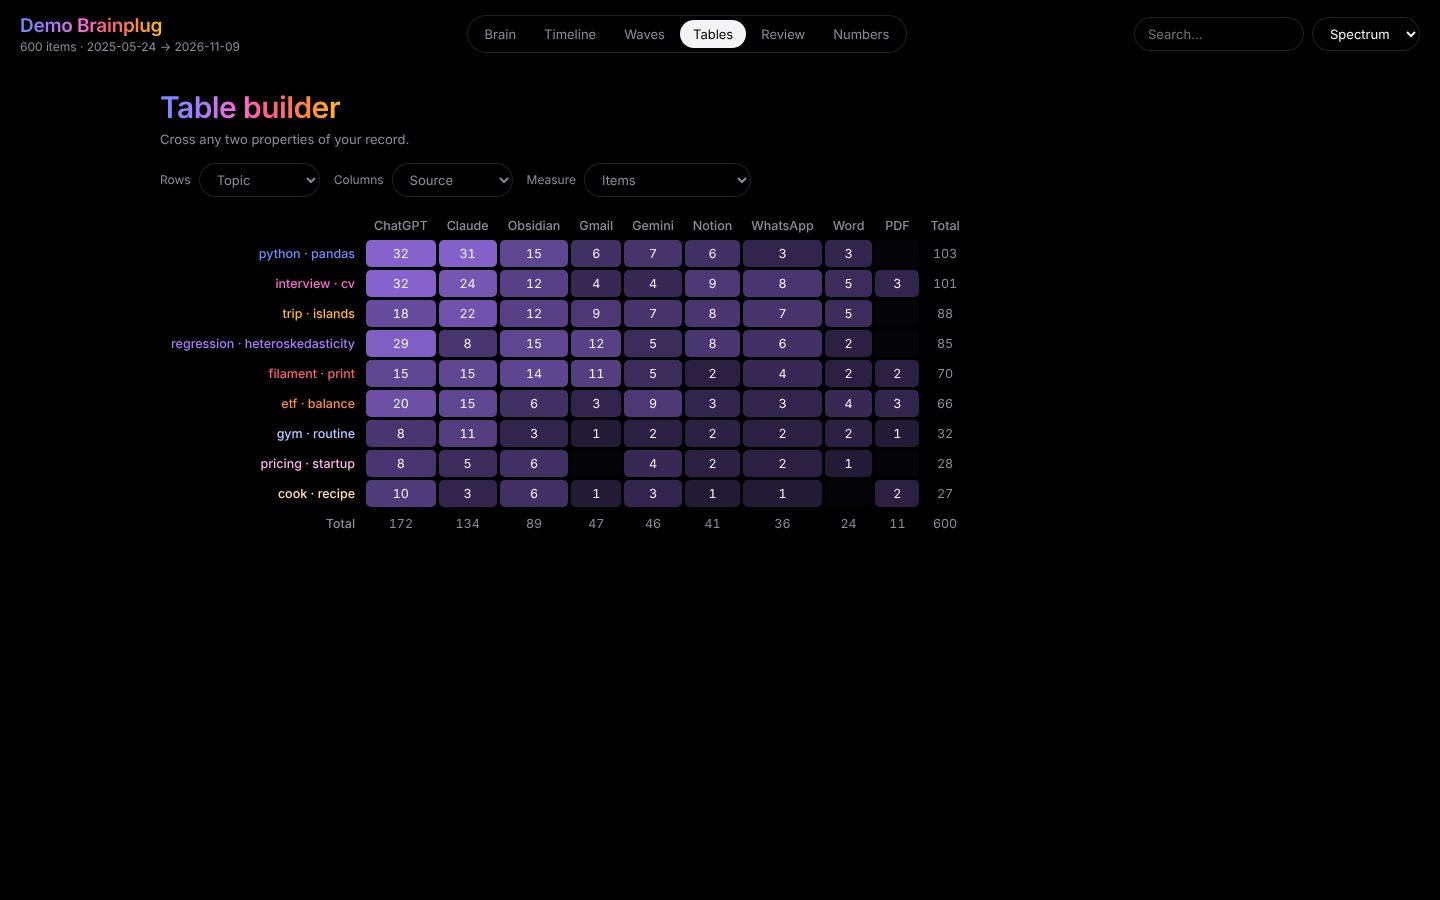 Demo Brainplug
600 items · 2025-05-24 → 2026-11-09
Brain Timeline Waves Tables Review Numbers
Search...
Spectrum
Table builder
Cross any two properties of your record.
Rows Topic Columns Source Measure Items
ChatGPT Claude Obsidian Gmail Gemini Notion WhatsApp Word PDF Total
python · pandas 32 31 15 6 7 6 3 3 103
interview · cv 32 24 12 4 4 9 8 5 3 101
trip · islands 18 22 12 9 7 8 7 5 88
regression · heteroskedasticity 29 8 15 12 5 8 6 2 85
filament · print 15 15 14 11 5 2 4 2 2 70
etf · balance 20 15 6 3 9 3 3 4 3 66
gym · routine 8 11 3 1 2 2 2 2 1 32
pricing · startup 8 5 6 4 2 2 1 28
cook · recipe 10 3 6 1 3 1 1 2 27
Total 172 134 89 47 46 41 36 24 11 600